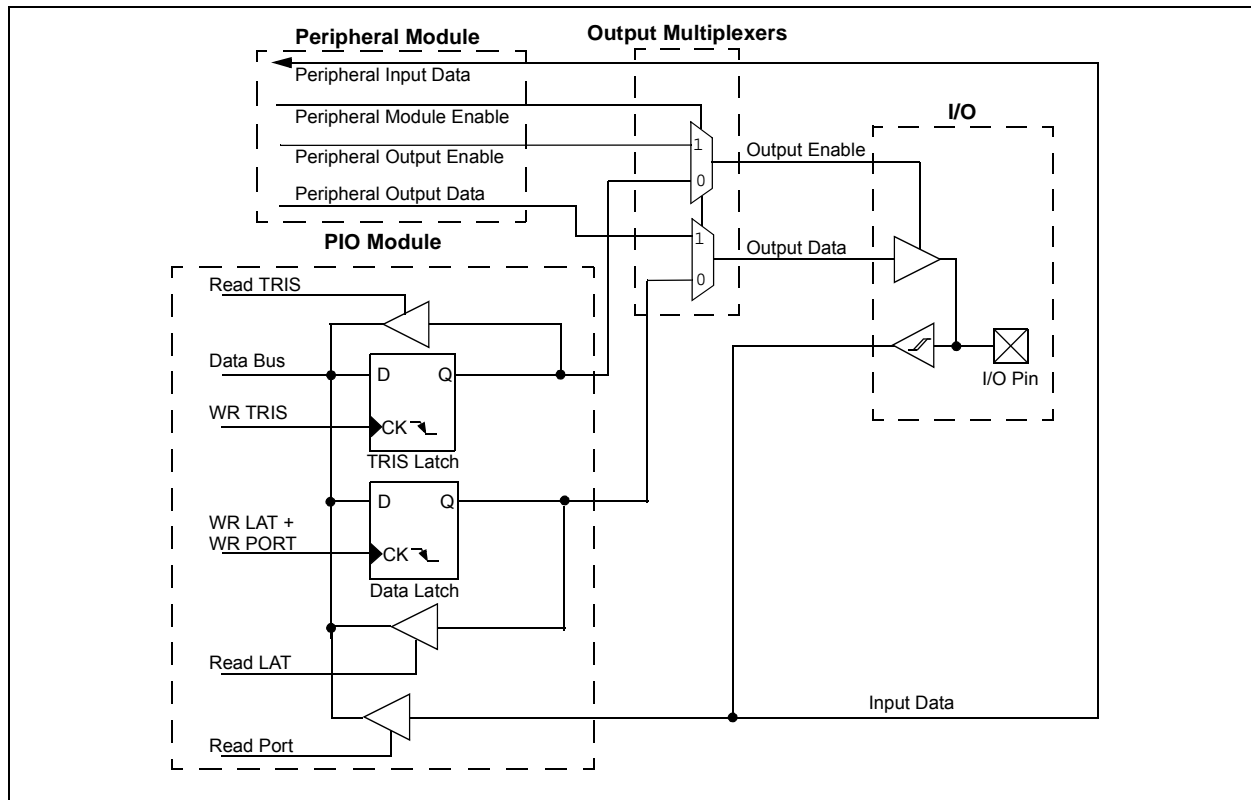 Peripheral Module
Output Multiplexers
Peripheral Input Data
Peripheral Module Enable
I/O
Peripheral Output Enable
1
Output Enable
0
Peripheral Output Data
PIO Module
1
Output Data
0
Read TRIS
Data Bus
D
Q
I/O Pin
WR TRIS
CK
TRIS Latch
D
Q
WR LAT +
WR PORT
CK
Data Latch
Read LAT
Input Data
Read Port